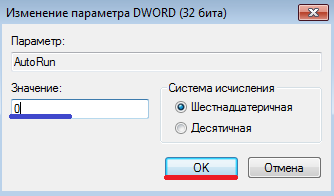 Изменение параметра DWORD (32 бита)
Параметр:
AutoRun
Значение:
0
Система исчисления
Шестнадцатеричная
Десятичная
OK
Отмена